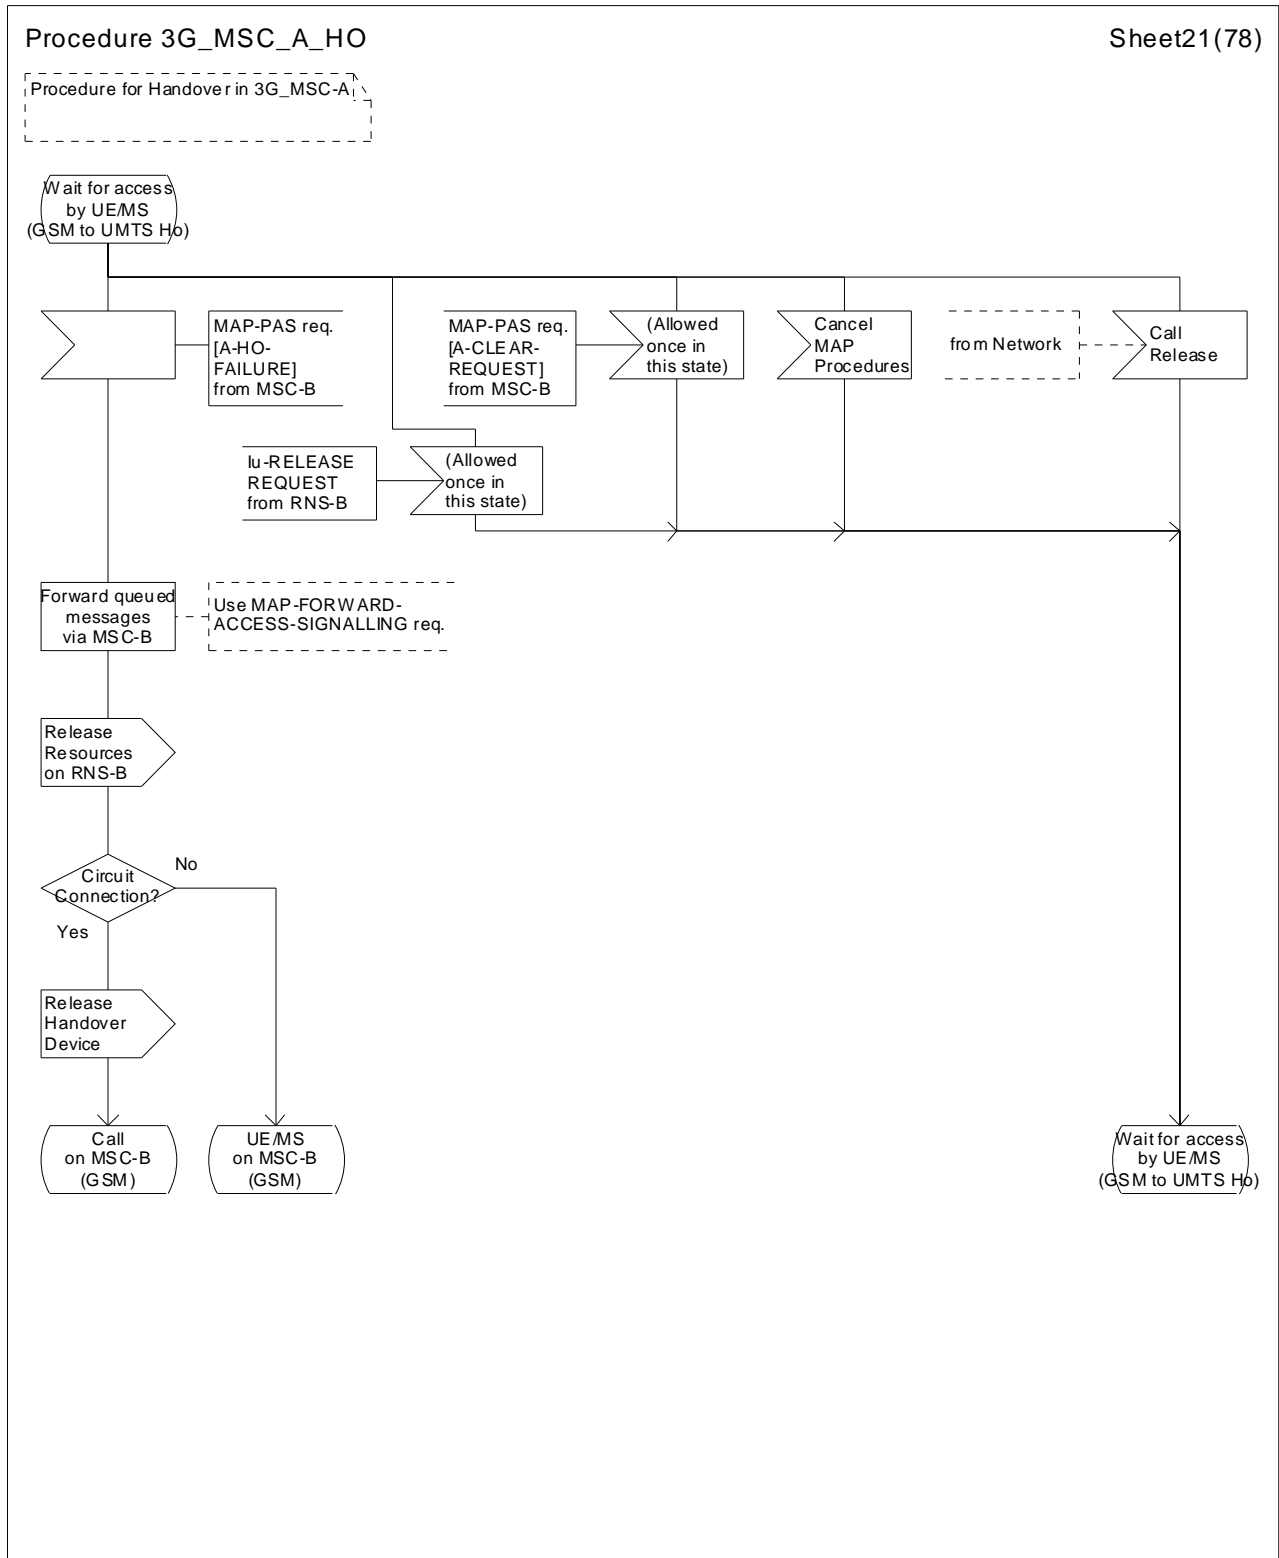 Procedure 3G_MSC_A_HO
Sheet21(78)
Procedure for Handover in 3G_MSC-A
Wait for access
by UE/MS
(GSM to UMTS Ho)
MAP-PAS req.
[A-HO-
FAILURE]
from MSC-B
MAP-PAS req.
[A-CLEAR-
REQUEST]
from MSC-B
(Allowed
once in
this state)
Cancel
MAP
Procedures
from Network
Call
Release
Iu-RELEASE
REQUEST
from RNS-B
(Allowed
once in
this state)
Forward queued
messages
via MSC-B
Use MAP-FORWARD-
ACCESS-SIGNALLING req.
Release
Resources
on RNS-B
Circuit
Connection?
No
Yes
Release
Handover
Device
Call
on MSC-B
(GSM)
UE/MS
on MSC-B
(GSM)
Wait for access
by UE/MS
(GSM to UMTS Ho)